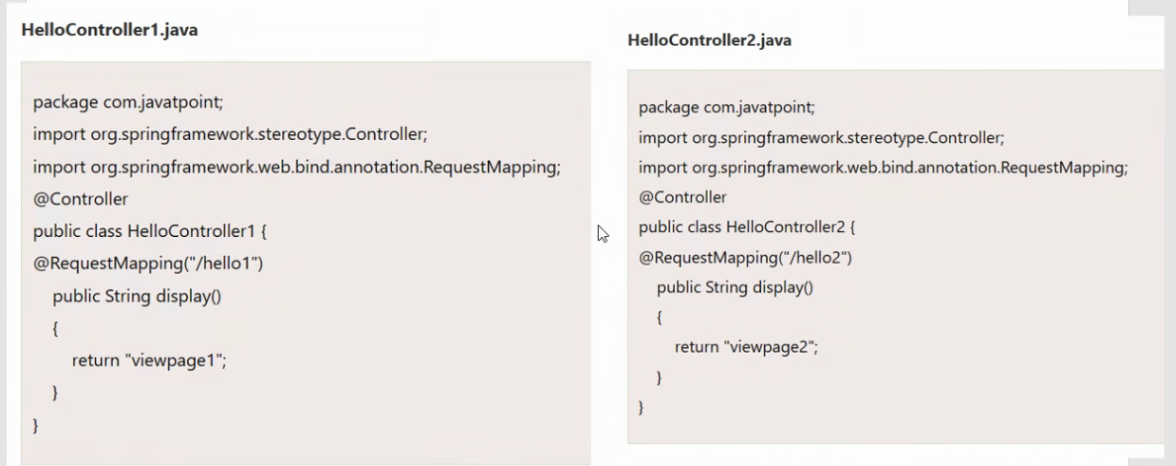 HelloController1.java
package com.javatpoint;
import org.springframework.stereotype.Controller;
import org.springframework.web.bind.annotation.RequestMapping;
@Controller
public class HelloController1 {
@RequestMapping("/hello1")
public String display()
{
return "viewpage1";
}
}
HelloController2.java
package com.javatpoint;
import org.springframework.stereotype.Controller;
import org.springframework.web.bind.annotation.RequestMapping;
@Controller
public class HelloController2 {
@RequestMapping("/hello2")
public String display()
{
return "viewpage2";
}
}